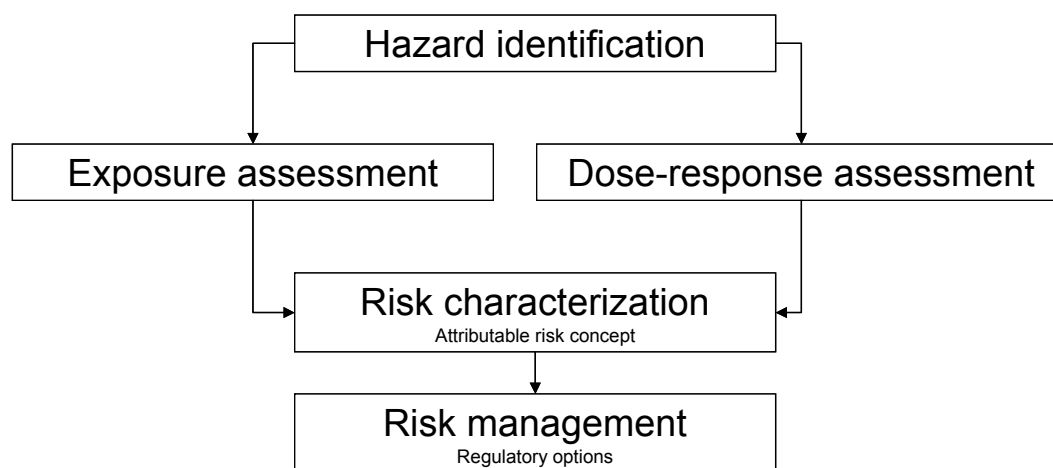 Hazard identification
Exposure assessment
Dose-response assessment
Risk characterization
Attributable risk concept
Risk management
Regulatory options